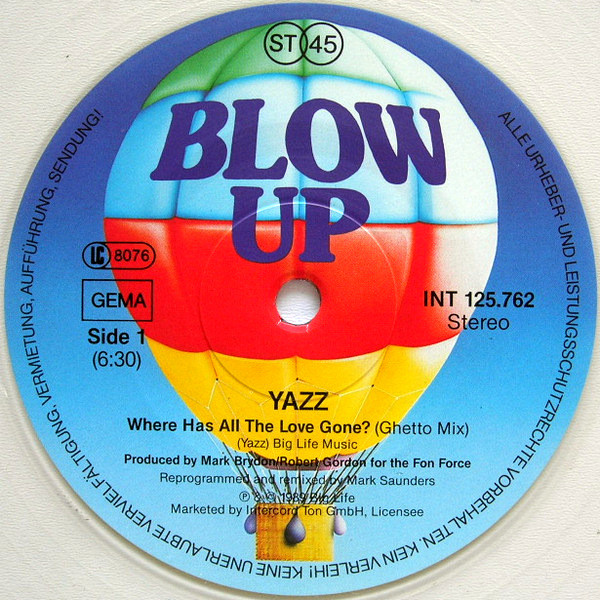 ST 45
BLOW
UP
LC 8076
GEMA
Side 1
(6:30)
INT 125.762
Stereo
YAZZ
Where Has All The Love Gone? (Ghetto Mix)
(Yazz) Big Life Music
Produced by Mark Brydon/Robert Gordon for the Fon Force
Reprogrammed and remixed by Mark Saunders
℗ & © 1989 Big Life
Marketed by Intercord Ton GmbH, Licensee
ALLE URHEBER- UND LEISTUNGSSCHUTZRECHTE VORBEHALTEN. KEIN VERLEIH! KEINE UNERLAUBTE VERVIELFÄLTIGUNG, VERMIETUNG, AUFFÜHRUNG, SENDUNG!